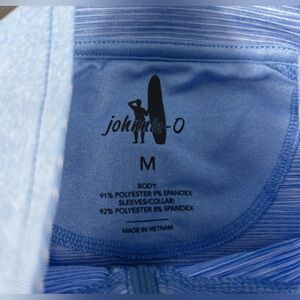 johnnie-O
M
BODY:
91% POLYESTER 9% SPANDEX
SLEEVES/COLLAR:
92% POLYESTER 8% SPANDEX
MADE IN VIETNAM